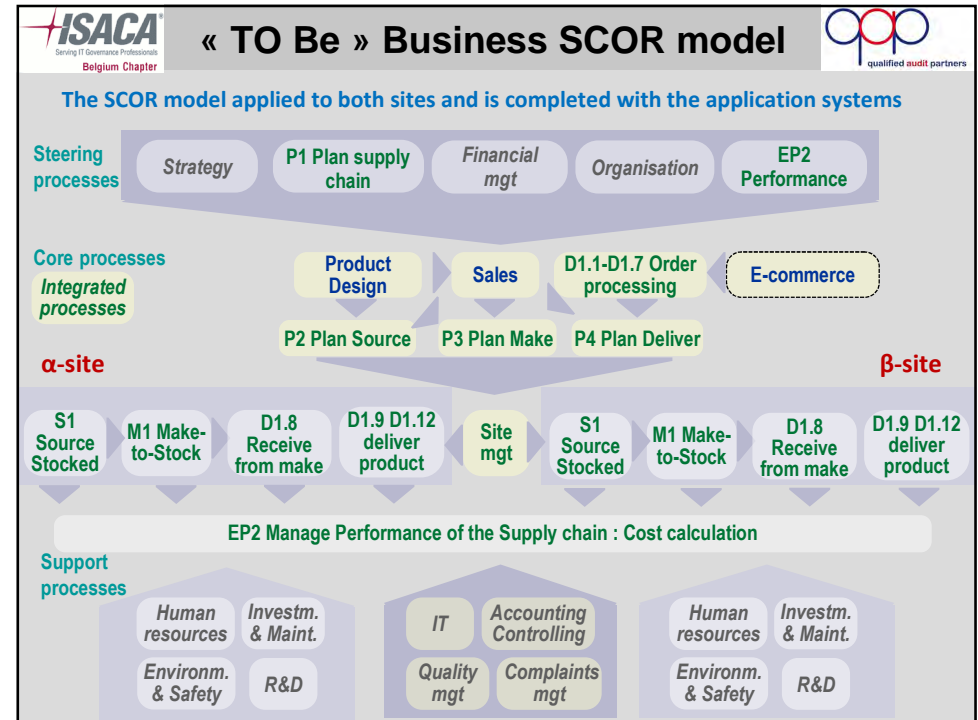 ISACA
Serving IT Governance Professionals
Belgium Chapter
« TO Be » Business SCOR model
qualified audit partners
The SCOR model applied to both sites and is completed with the application systems
Steering
processes
Strategy
P1 Plan supply
chain
Financial
mgt
Organisation
EP2
Performance
Core processes
Integrated
processes
Product
Design
Sales
D1.1-D1.7 Order
processing
E-commerce
P2 Plan Source
P3 Plan Make
P4 Plan Deliver
α-site
β-site
S1
Source
Stocked
M1 Make-
to-Stock
D1.8
Receive
from make
D1.9 D1.12
deliver
product
Site
mgt
S1
Source
Stocked
M1 Make-
to-Stock
D1.8
Receive
from make
D1.9 D1.12
deliver
product
EP2 Manage Performance of the Supply chain : Cost calculation
Support
processes
Human
resources
Investm.
& Maint.
Environm.
& Safety
R&D
IT
Accounting
Controlling
Quality
mgt
Complaints
mgt
Human
resources
Investm.
& Maint.
Environm.
& Safety
R&D